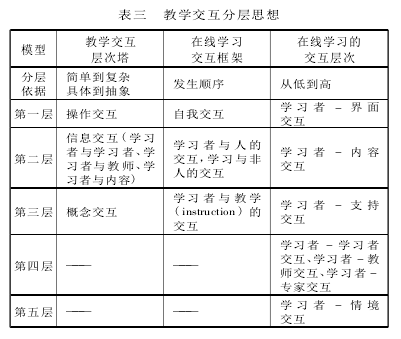 表三 教学交互分层思想
模型
教学交互
层次塔
在线学习
交互框架
在线学习的
交互层次
分层
依据
简单到复杂
具体到抽象
发生顺序
从低到高
第一层
操作交互
自我交互
学习者-界面
交互
第二层
信息交互(学习
者与学习者、学习
者与教师、学
习者与内容)
学习者与人的
交互,学习与非
人的交互
学习者-内容
交互
第三层
概念交互
学习者与教学
(instruction)的
交互
学习者-支持
交互
第四层
——
——
学习者-学习者
交互、学习者-教
师交互、学习者-
专家交互
第五层
——
——
学习者-情境
交互